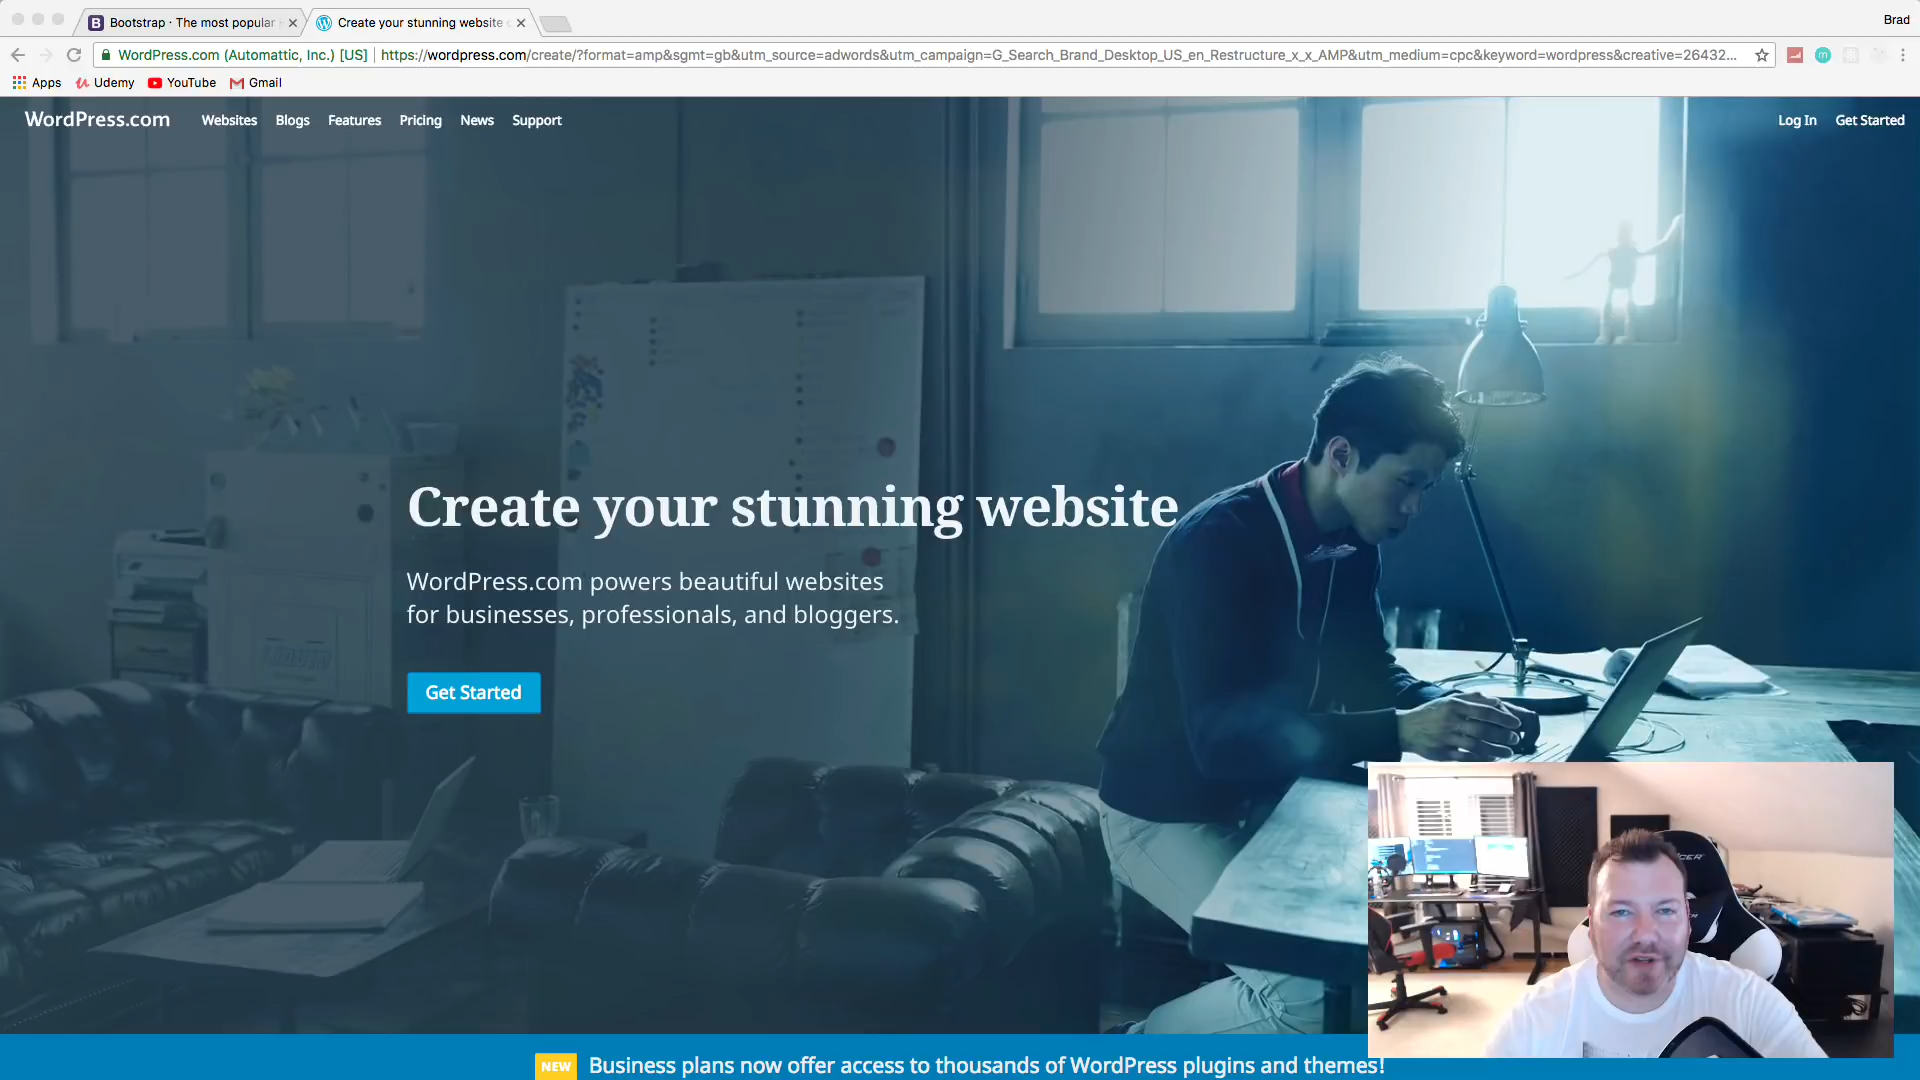 Bootstrap · The most popular
Create your stunning website
Brad
WordPress.com (Automattic, Inc.) [US]
https://wordpress.com/create/?format=amp&sgmt=gb&utm_source=adwords&utm_campaign=G_Search_Brand_Desktop_US_en_Restructure_x_x_AMP&utm_medium=cpc&keyword=wordpress&creative=26432...
Apps Udemy YouTube Gmail
WordPress.com Websites Blogs Features Pricing News Support Log In Get Started
Create your stunning website
WordPress.com powers beautiful websites
for businesses, professionals, and bloggers.
Get Started
NEW Business plans now offer access to thousands of WordPress plugins and themes!